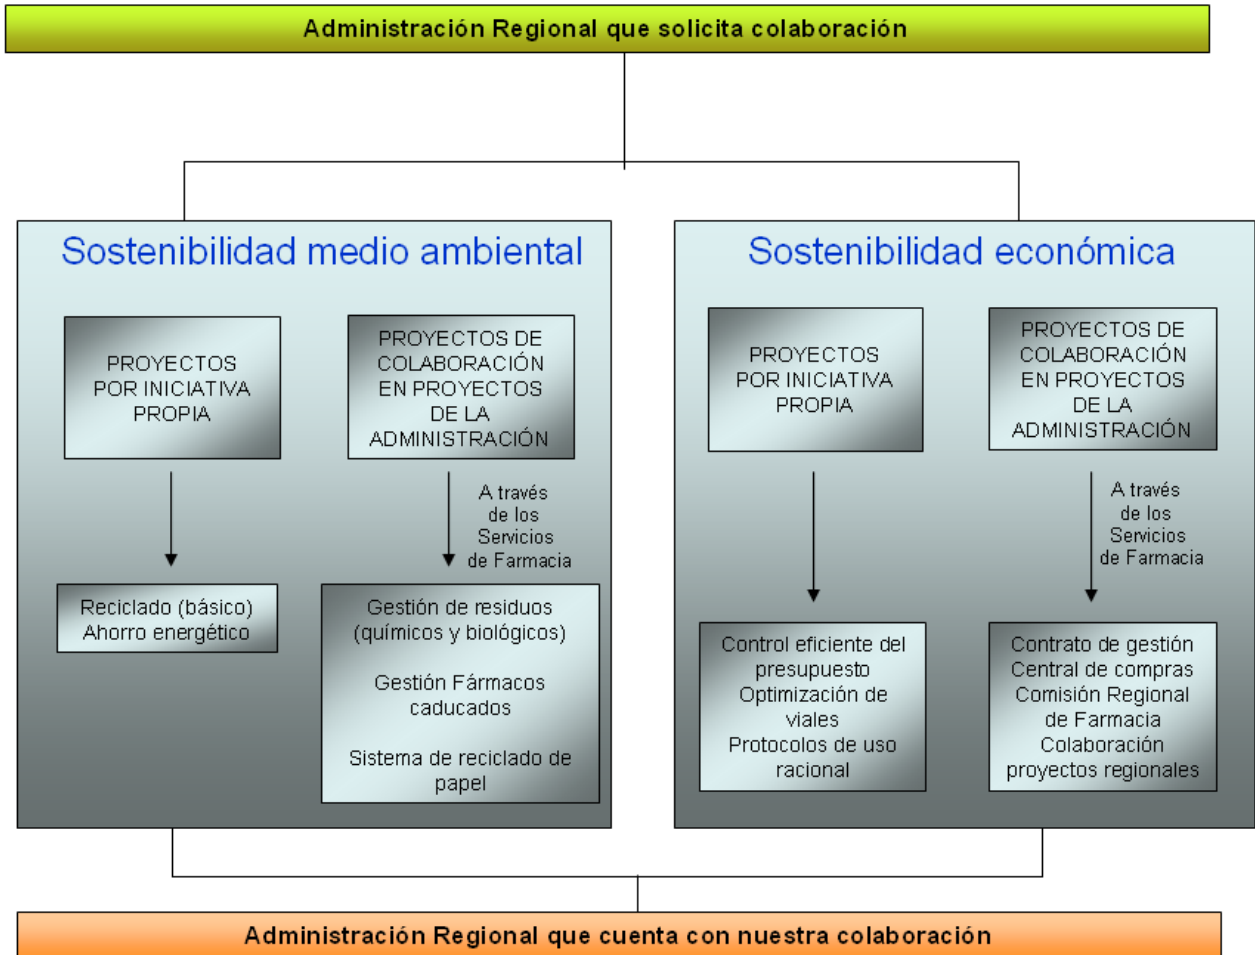 Administración Regional que solicita colaboración
Sostenibilidad medio ambiental
PROYECTOS
POR INICIATIVA
PROPIA
PROYECTOS DE
COLABORACIÓN
EN PROYECTOS
DE LA
ADMINISTRACIÓN
A través
de los
Servicios
de Farmacia
Reciclado (básico)
Ahorro energético
Gestión de residuos
(químicos y biológicos)
Gestión Fármacos
caducados
Sistema de reciclado de
papel
Sostenibilidad económica
PROYECTOS
POR INICIATIVA
PROPIA
PROYECTOS DE
COLABORACIÓN
EN PROYECTOS
DE LA
ADMINISTRACIÓN
A través
de los
Servicios
de Farmacia
Control eficiente del
presupuesto
Optimización de
viales
Protocolos de uso
racional
Contrato de gestión
Central de compras
Comisión Regional
de Farmacia
Colaboración
proyectos regionales
Administración Regional que cuenta con nuestra colaboración